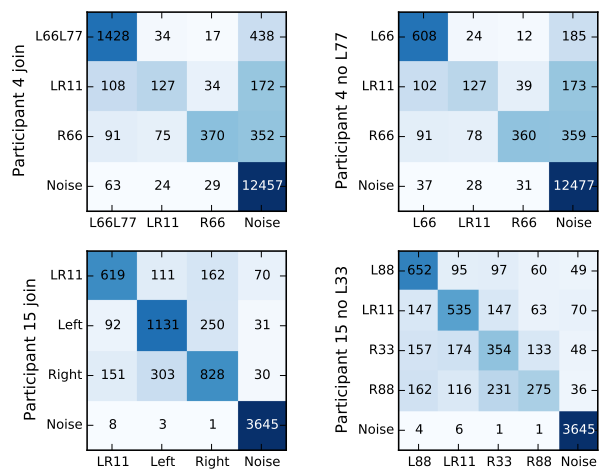 Participant 4 join
L66L77 1428 34 17 438
LR11 108 127 34 172
R66 91 75 370 352
Noise 63 24 29 12457
L66L77 LR11 R66 Noise
Participant 4 no L77
L66 608 24 12 185
LR11 102 127 39 173
R66 91 78 360 359
Noise 37 28 31 12477
L66 LR11 R66 Noise
Participant 15 join
LR11 619 111 162 70
Left 92 1131 250 31
Right 151 303 828 30
Noise 8 3 1 3645
LR11 Left Right Noise
Participant 15 no L33
L88 652 95 97 60 49
LR11 147 535 147 63 70
R33 157 174 354 133 48
R88 162 116 231 275 36
Noise 4 6 1 1 3645
L88 LR11 R33 R88 Noise